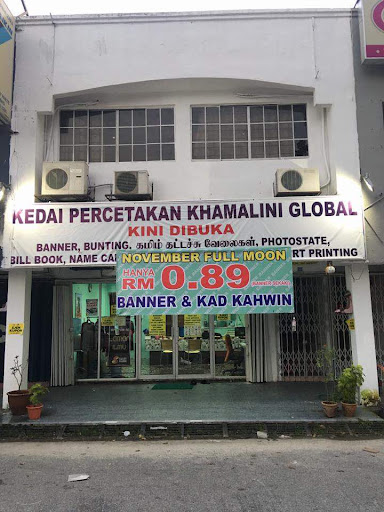 KEDAI PERCETAKAN KHAMALINI GLOBAL
KINI DIBUKA
BANNER, BUNTING, தமிழ் தட்டச்சு வேலைகள், PHOTOSTATE,
BILL BOOK, NAME CA RT PRINTING
NOVEMBER FULL MOON
HANYA
RM 0.89
BANNER & KAD KAHWIN